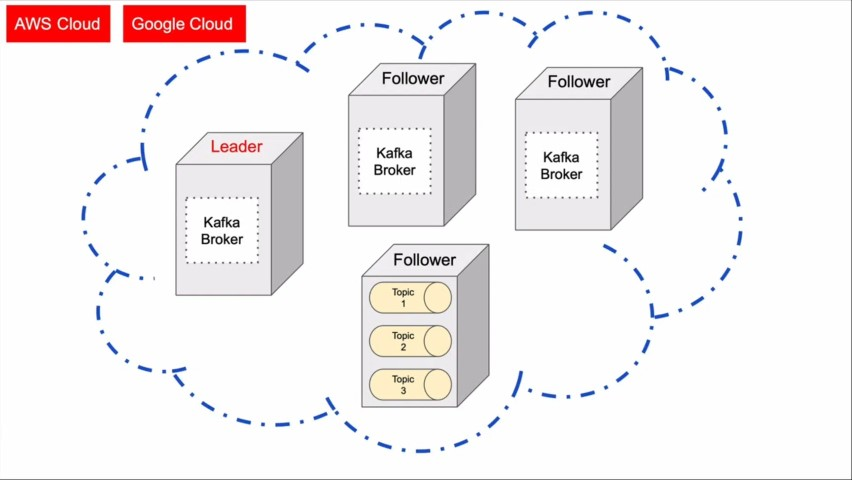 AWS Cloud
Google Cloud
Follower
Follower
Leader
Kafka
Broker
Kafka
Broker
Kafka
Broker
Follower
Topic
1
Topic
2
Topic
3